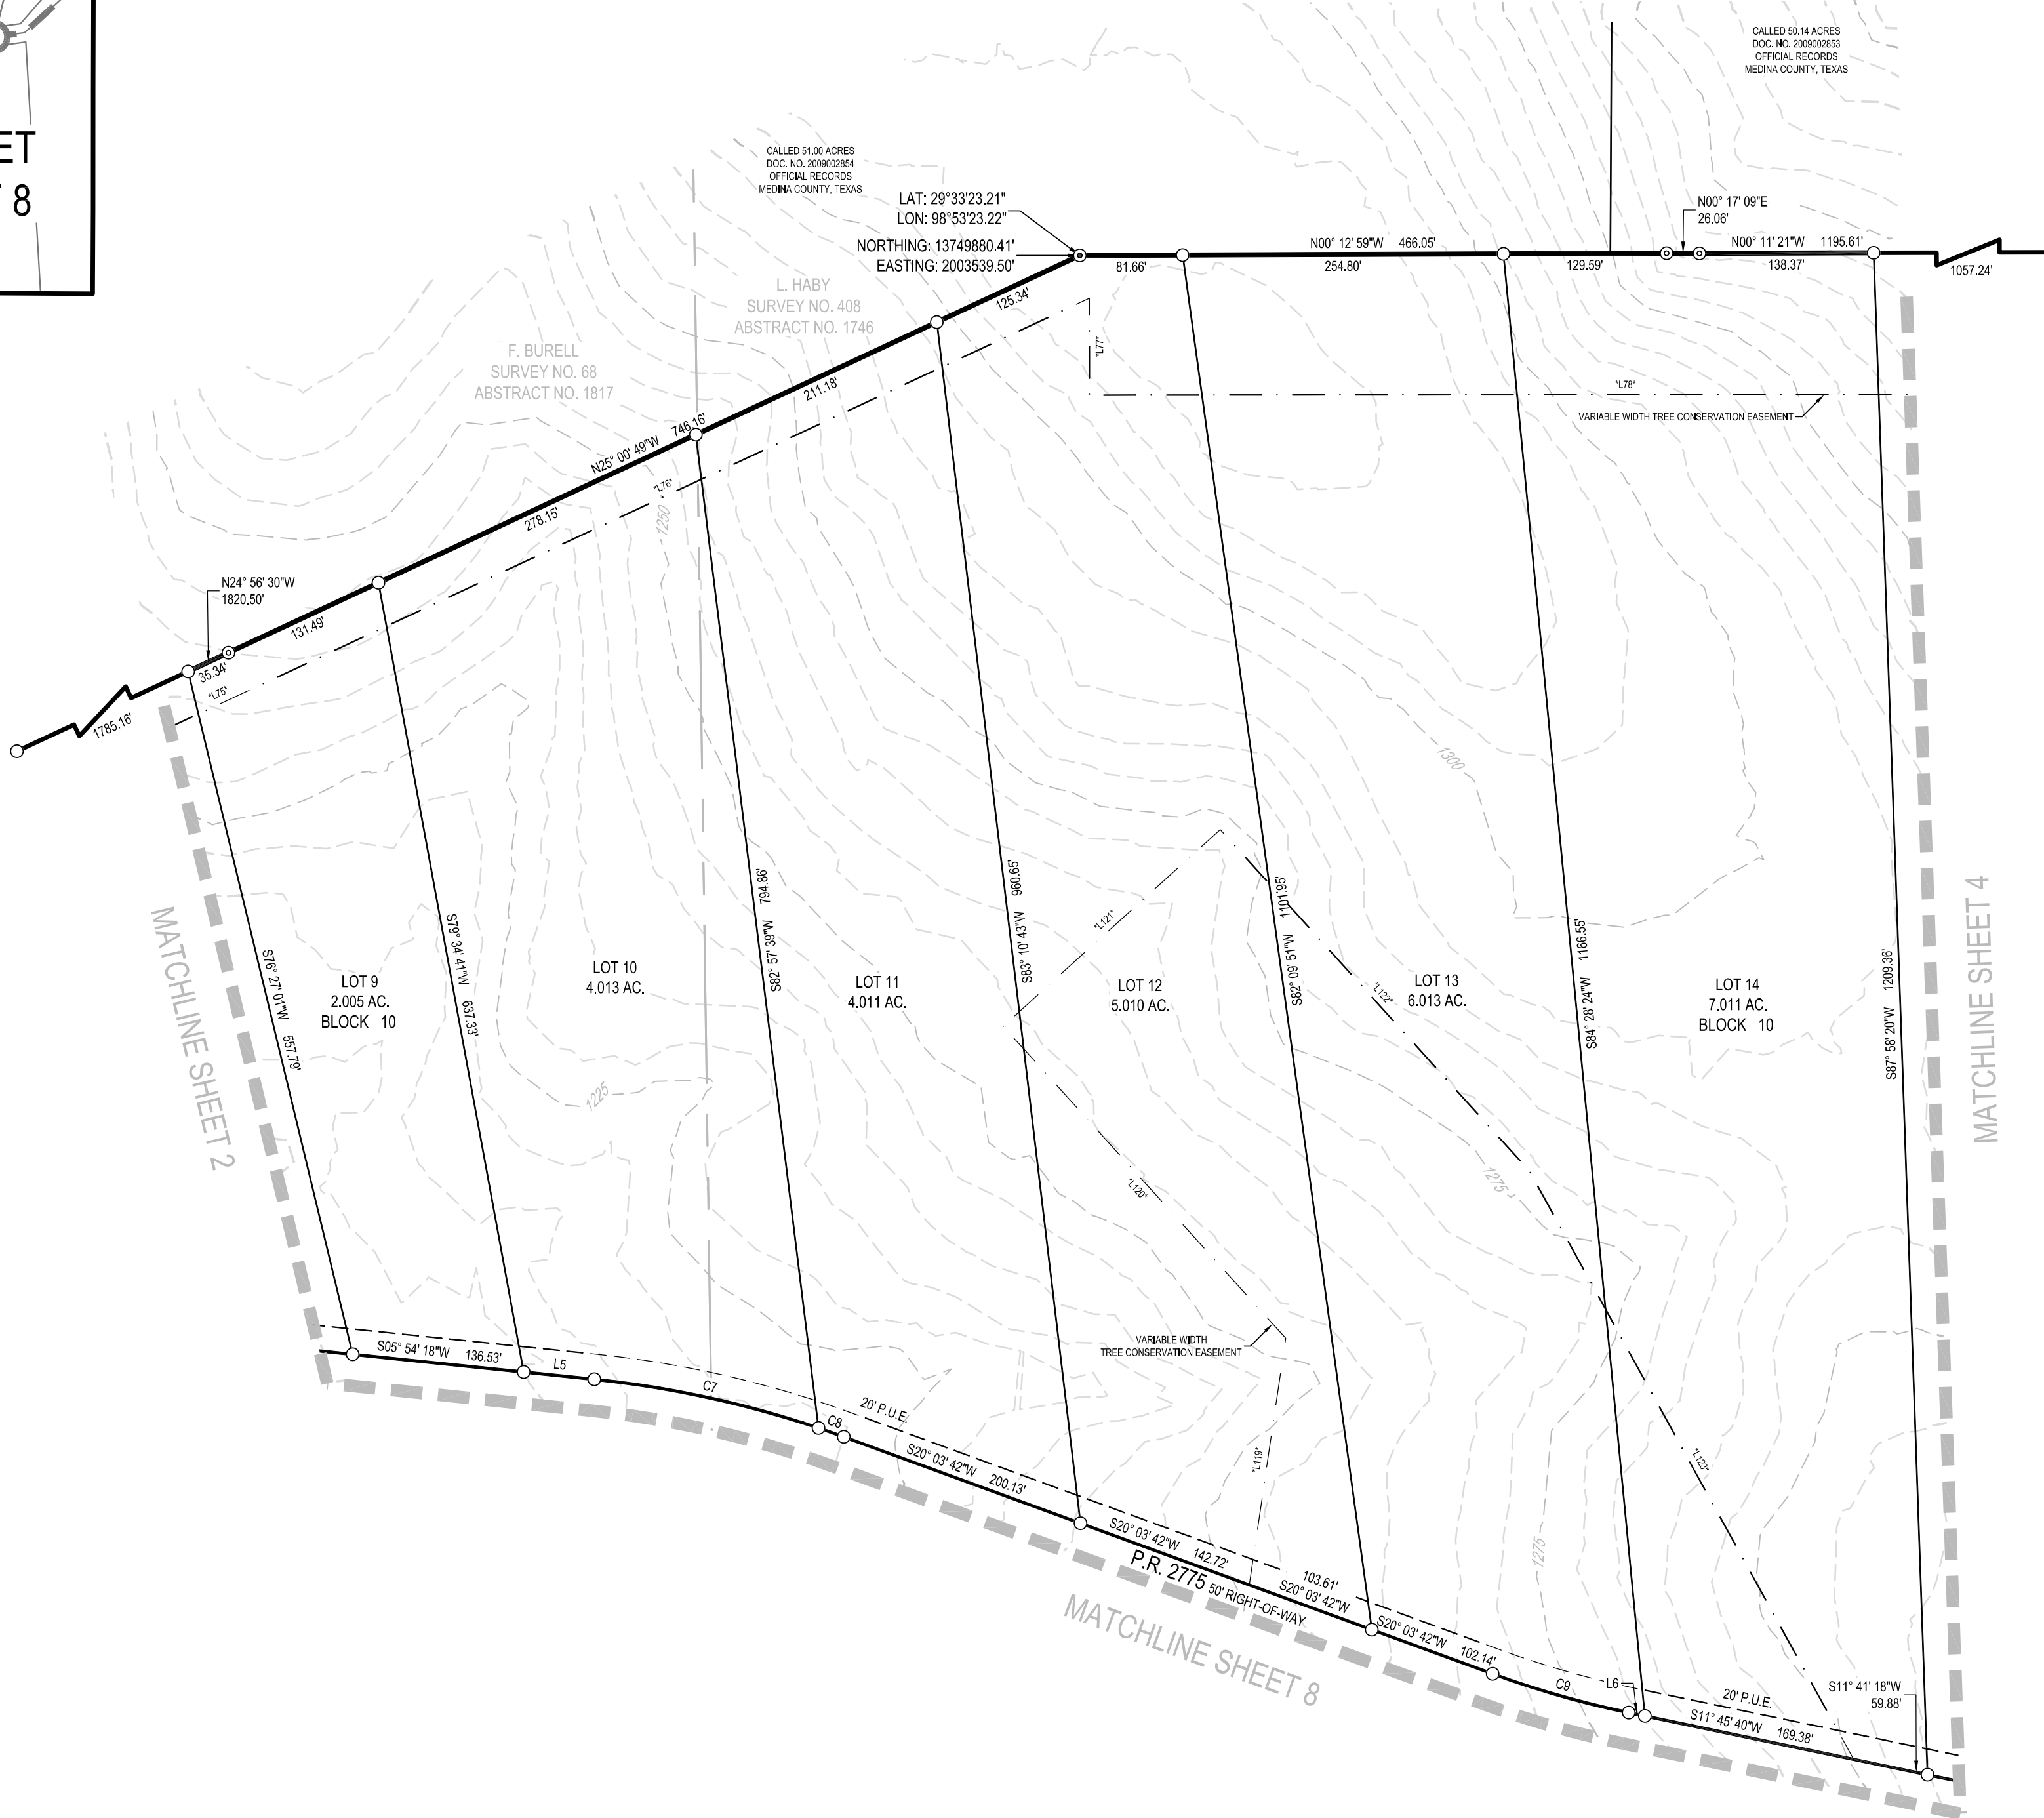 ET
8
CALLED 50.14 ACRES
DOC. NO. 2009002853
OFFICIAL RECORDS
MEDINA COUNTY, TEXAS
CALLED 51.00 ACRES
DOC. NO. 2009002854
OFFICIAL RECORDS
MEDINA COUNTY, TEXAS
LAT: 29°33'23.21"
LON: 98°53'23.22"
NORTHING: 13749880.41'
EASTING: 2003539.50'
N00° 17' 09"E
26.06'
N00° 12' 59"W 466.05'
N00° 11' 21"W 1195.61'
81.66'
254.80'
129.59'
138.37'
1057.24'
L. HABY
SURVEY NO. 408
ABSTRACT NO. 1746
125.34'
F. BURELL
SURVEY NO. 68
ABSTRACT NO. 1817
"L77"
"L78"
VARIABLE WIDTH TREE CONSERVATION EASEMENT
211.18'
N25° 00' 49"W 746.16'
"L76"
278.15'
1250
N24° 56' 30"W
1820.50'
131.49'
35.34'
"L75"
1785.16'
1300
MATCHLINE SHEET 2
S76° 27' 01"W 557.79'
LOT 9
2.005 AC.
BLOCK 10
S79° 34' 41"W 637.33'
LOT 10
4.013 AC.
S82° 57' 39"W 794.86'
LOT 11
4.011 AC.
S83° 10' 43"W 960.65'
"L121"
LOT 12
5.010 AC.
S82° 09' 51"W 1101.95'
"L122"
LOT 13
6.013 AC.
S84° 28' 24"W 1166.55'
LOT 14
7.011 AC.
BLOCK 10
S87° 58' 20"W 1209.36'
MATCHLINE SHEET 4
1225
"L120"
1275
VARIABLE WIDTH
TREE CONSERVATION EASEMENT
S05° 54' 18"W 136.53'
L5
C7
C8
20' P.U.E.
S20° 03' 42"W 200.13'
"L119"
"L123"
S20° 03' 42"W 142.72'
P.R. 2775 50' RIGHT-OF-WAY
103.61'
S20° 03' 42"W
1275
MATCHLINE SHEET 8
S20° 03' 42"W 102.14'
C9
L6
20' P.U.E.
S11° 45' 40"W 169.38'
S11° 41' 18"W
59.88'